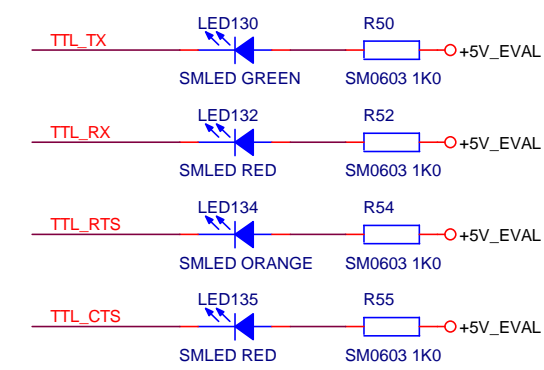 LED130 R50
TTL_TX +5V_EVAL
SMLED GREEN SM0603 1K0
LED132 R52
TTL_RX +5V_EVAL
SMLED RED SM0603 1K0
LED134 R54
TTL_RTS +5V_EVAL
SMLED ORANGE SM0603 1K0
LED135 R55
TTL_CTS +5V_EVAL
SMLED RED SM0603 1K0